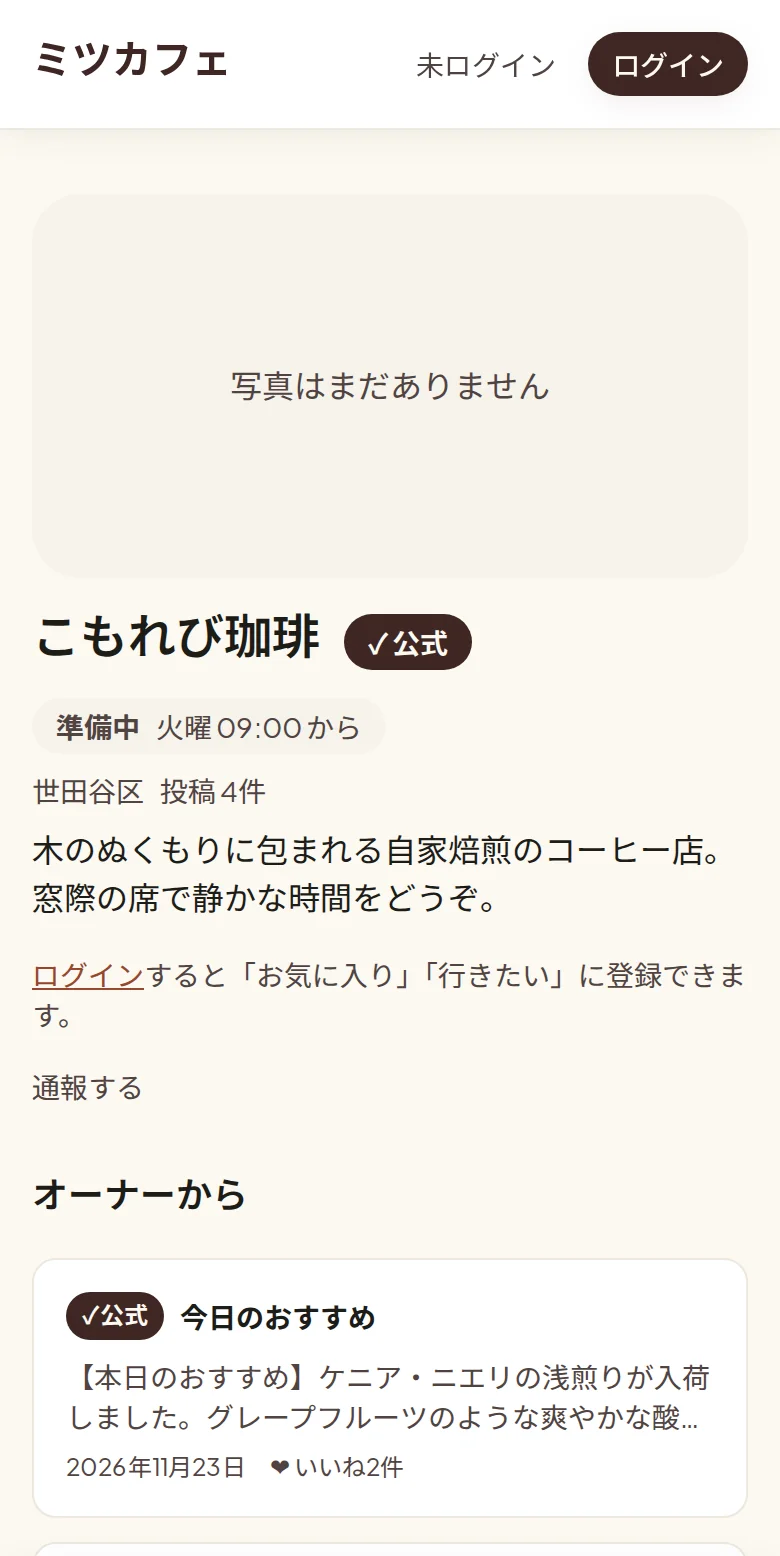 ミツカフェ
未ログイン
ログイン
写真はまだありません
こもれび珈琲 ✓公式
準備中 火曜 09:00 から
世田谷区 投稿 4件
木のぬくもりに包まれる自家焙煎のコーヒー店。
窓際の席で静かな時間をどうぞ。
ログインすると「お気に入り」「行きたい」に登録できま
す。
通報する
オーナーから
✓公式 今日のおすすめ
【本日のおすすめ】ケニア・ニエリの浅煎りが入荷
しました。グレープフルーツのような爽やかな酸...
2026年11月23日 ❤ いいね2件